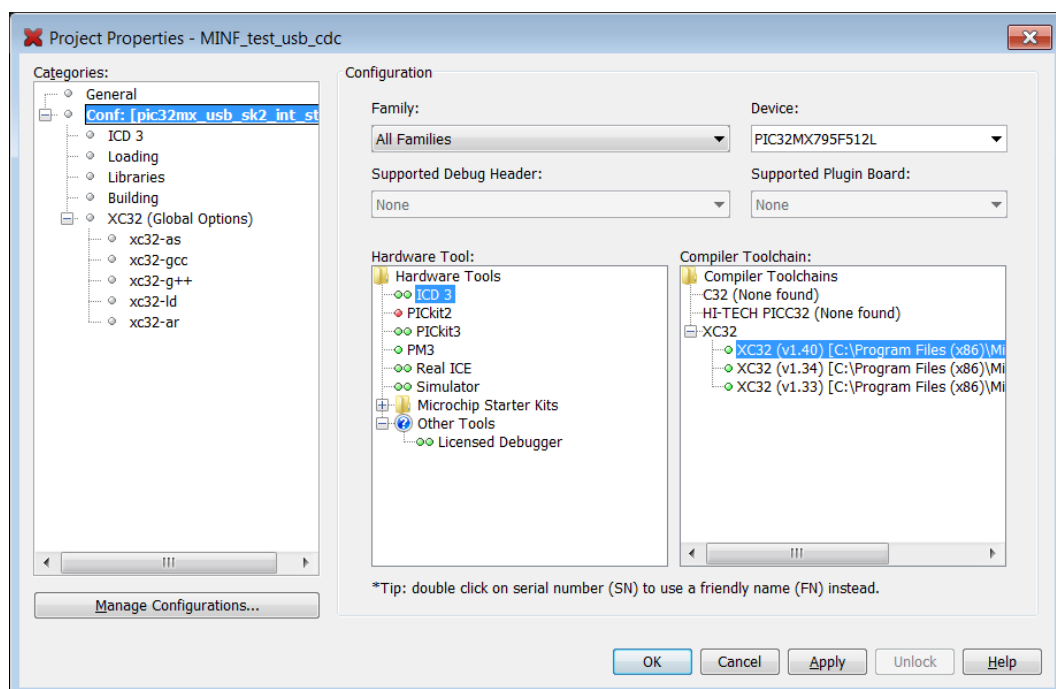 Project Properties - MINF_test_usb_cdc
Categories:
General
Conf: [pic32mx_usb_sk2_int_st
ICD 3
Loading
Libraries
Building
XC32 (Global Options)
xc32-as
xc32-gcc
xc32-g++
xc32-ld
xc32-ar
Manage Configurations...
Configuration
Family:
Device:
All Families
PIC32MX795F512L
Supported Debug Header:
Supported Plugin Board:
None
None
Hardware Tool:
Hardware Tools
ICD 3
PICkit2
PICkit3
PM3
Real ICE
Simulator
Microchip Starter Kits
Other Tools
Licensed Debugger
Compiler Toolchain:
Compiler Toolchains
C32 (None found)
HI-TECH PICC32 (None found)
XC32
XC32 (v1.40) [C:\Program Files (x86)\Mi
XC32 (v1.34) [C:\Program Files (x86)\Mi
XC32 (v1.33) [C:\Program Files (x86)\Mi
*Tip: double click on serial number (SN) to use a friendly name (FN) instead.
OK
Cancel
Apply
Unlock
Help